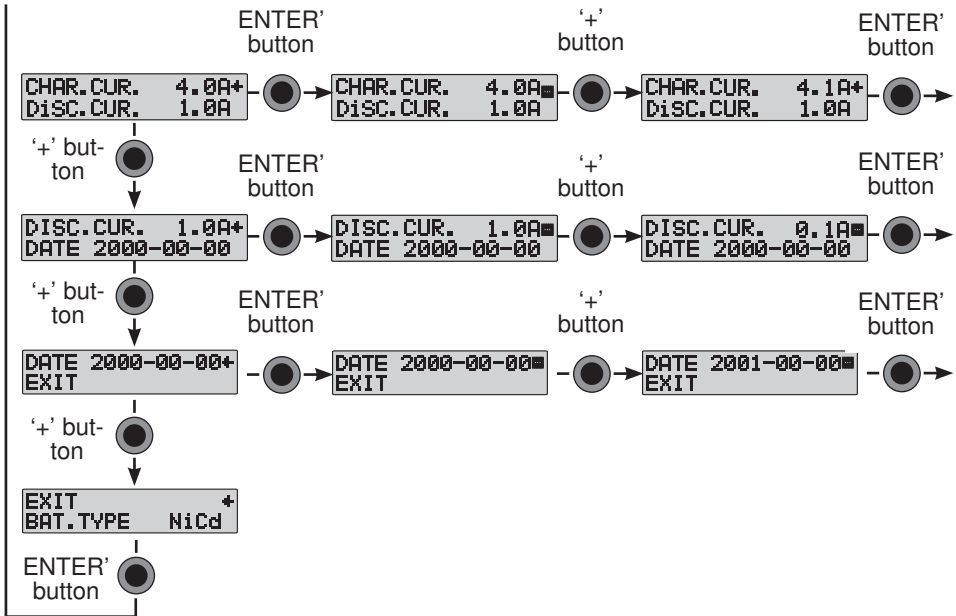 ENTER'
button
‘+’
button
ENTER'
button
CHAR.CUR. 4.0A
DiSC.CUR. 1.0A
CHAR.CUR. 4.0A
DiSC.CUR. 1.0A
CHAR.CUR. 4.1A
DiSC.CUR. 1.0A
‘+’ but-
ton
ENTER'
button
‘+’
button
ENTER'
button
DISC.CUR. 1.0A
DATE 2000-00-00
DISC.CUR. 1.0A
DATE 2000-00-00
DISC.CUR. 0.1A
DATE 2000-00-00
‘+’ but-
ton
ENTER'
button
‘+’
button
ENTER'
button
DATE 2000-00-00
EXIT
DATE 2000-00-00
EXIT
DATE 2001-00-00
EXIT
‘+’ but-
ton
EXIT
BAT.TYPE NiCd
ENTER'
button